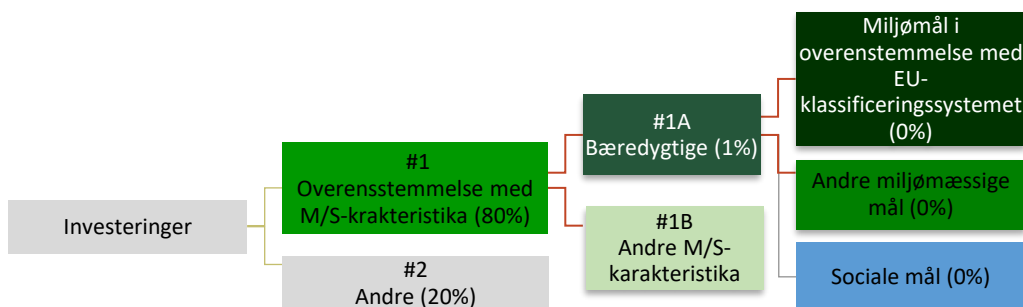 Investeringer
#1
Overensstemmelse med
M/S-krakteristika (80%)
#2
Andre (20%)
#1A
Bæredygtige (1%)
#1B
Andre M/S-
karakteristika
Miljømål i
overenstemmelse med
EU-
klassificeringssystemet
(0%)
Andre miljømæssige
mål (0%)
Sociale mål (0%)